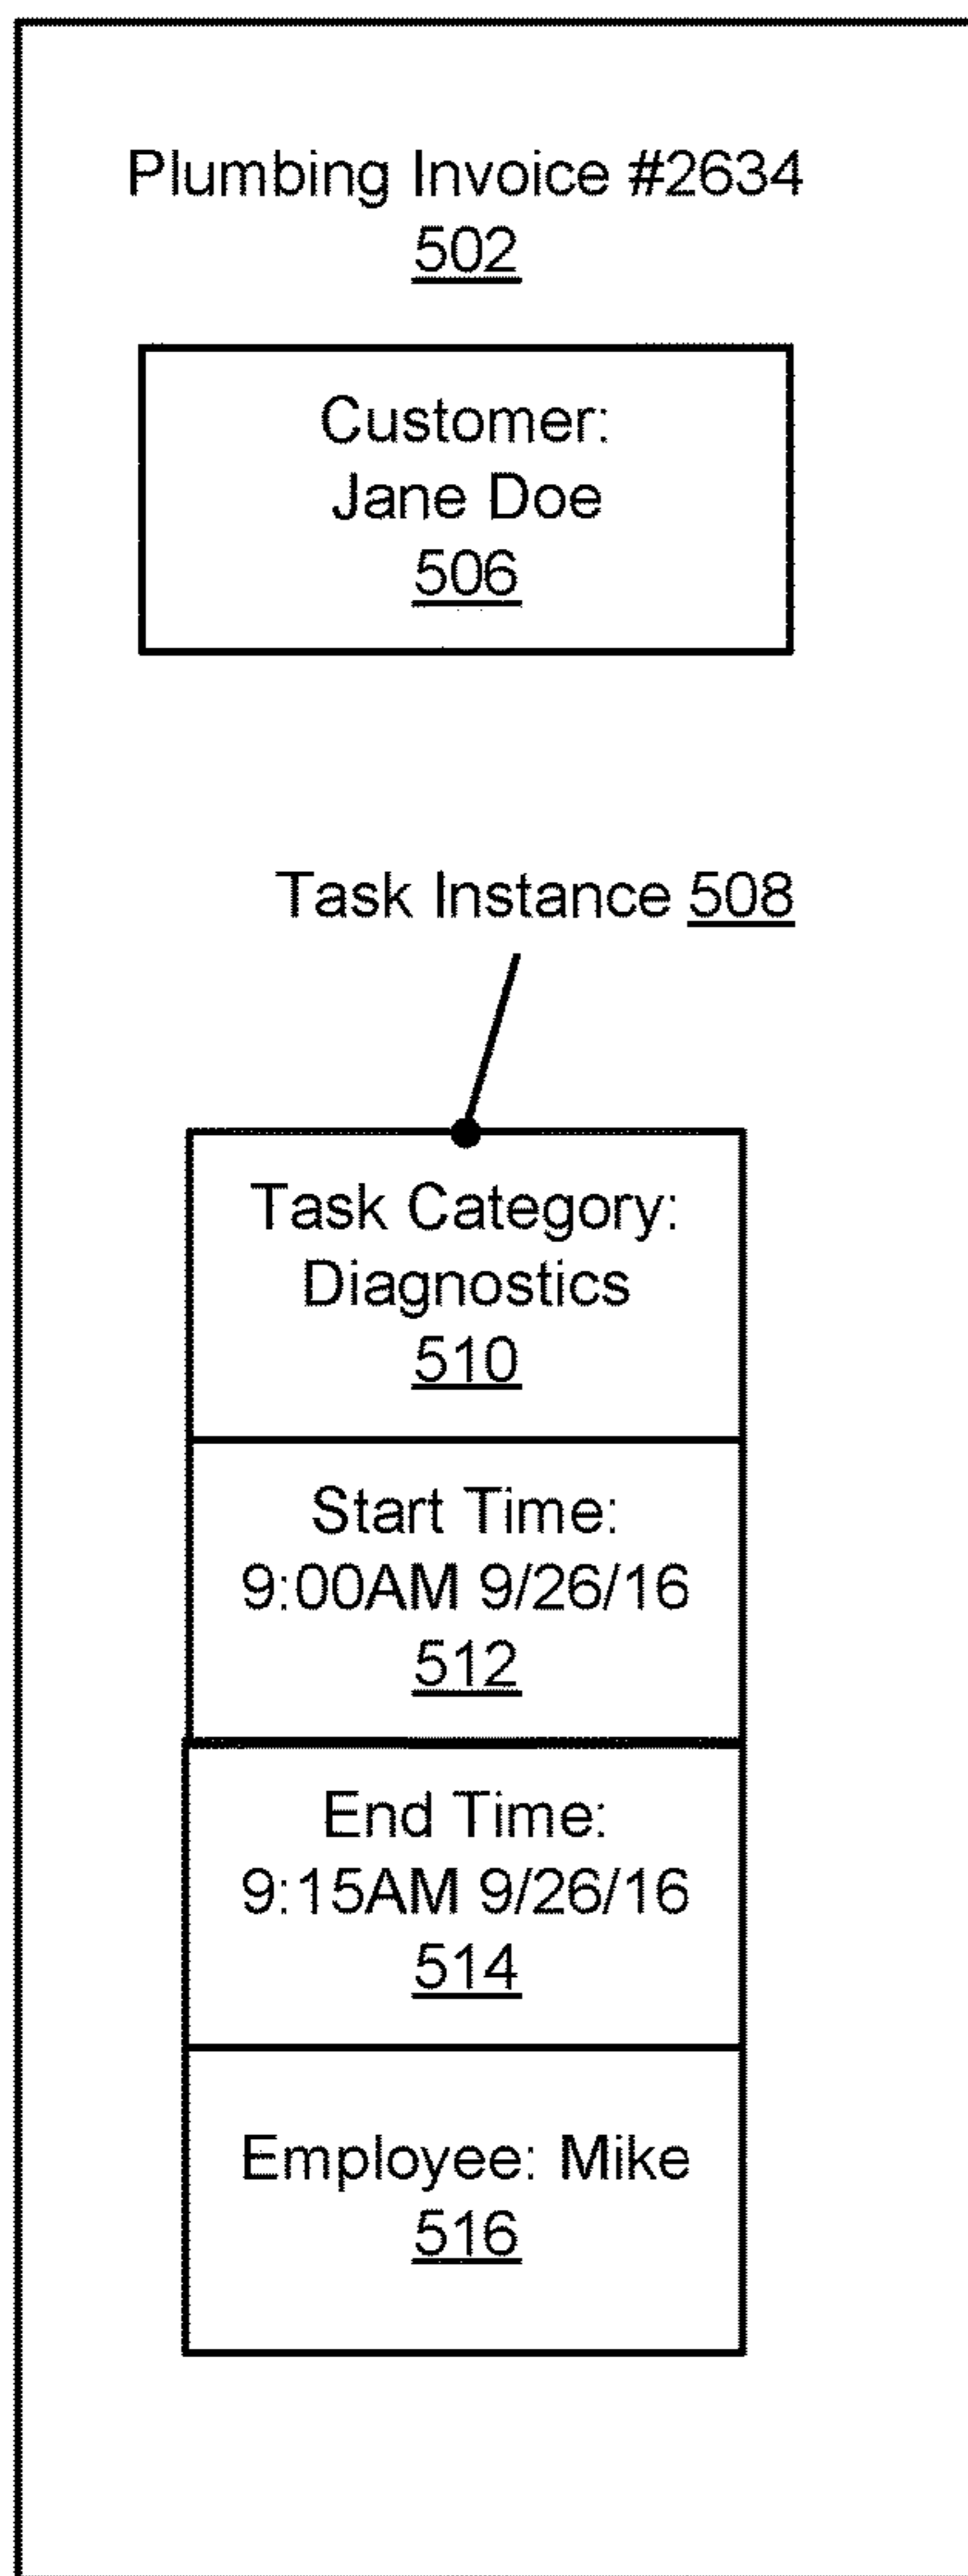 Plumbing Invoice #2634
502
Customer:
Jane Doe
506
Task Instance 508
Task Category:
Diagnostics
510
Start Time:
9:00AM 9/26/16
512
End Time:
9:15AM 9/26/16
514
Employee: Mike
516